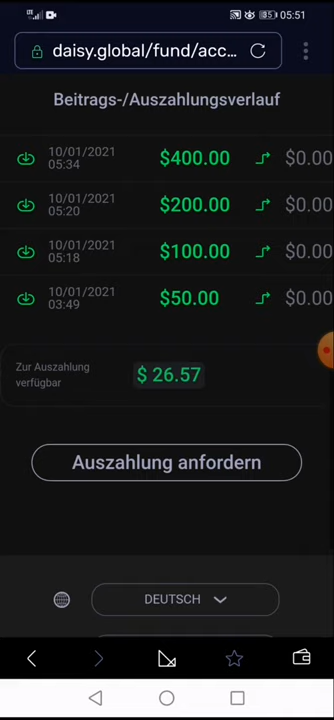 LTE 85 05:51
daisy.global/fund/acc...
Beitrags-/Auszahlungsverlauf
10/01/2021 $400.00 $0.00
05:34
10/01/2021 $200.00 $0.00
05:20
10/01/2021 $100.00 $0.00
05:18
10/01/2021 $50.00 $0.00
03:49
Zur Auszahlung
verfügbar
$ 26.57
Auszahlung anfordern
DEUTSCH